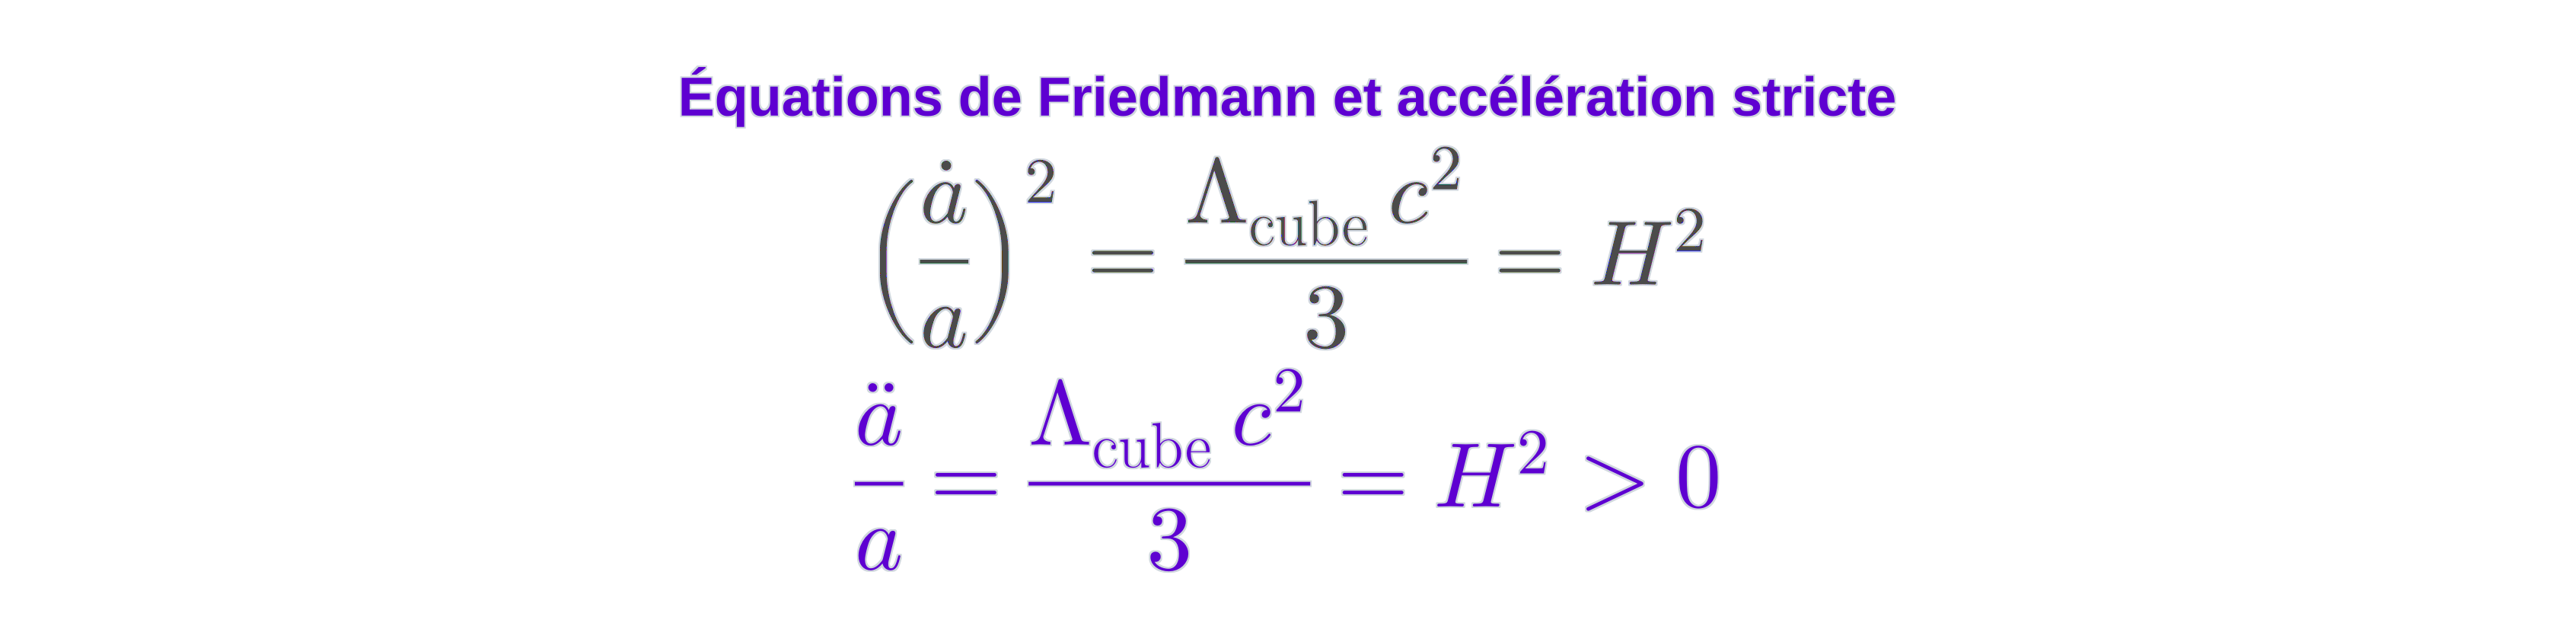 Équations de Friedmann et accélération stricte
(ȧ/a)² = Λ_cube c²/3 = H²
ä/a = Λ_cube c²/3 = H² > 0